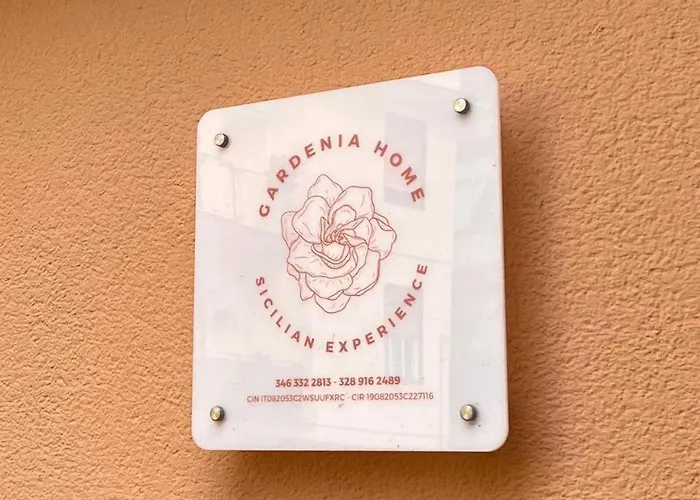 GARDENIA HOME
SICILIAN EXPERIENCE
346 332 2813 - 328 916 2489
CIN IT082053C2WSUUFXRC - CIR 19082053C227116